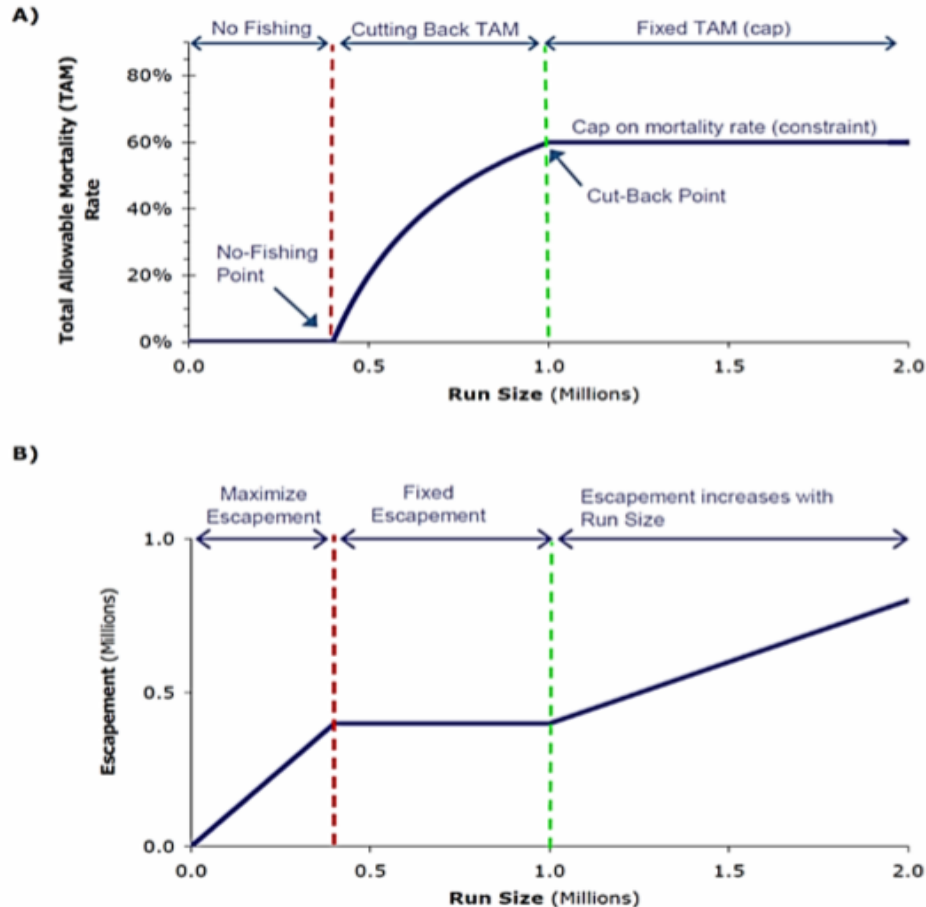 A)
No Fishing
Cutting Back TAM
Fixed TAM (cap)
Total Allowable Mortality (TAM)
Rate
80%
60%
40%
20%
0%
Cap on mortality rate (constraint)
Cut-Back Point
No-Fishing
Point
0.0
0.5
1.0
1.5
2.0
Run Size (Millions)
B)
Maximize
Escapement
Fixed
Escapement
Escapement increases with
Run Size
Escapement (Millions)
1.0
0.5
0.0
0.0
0.5
1.0
1.5
2.0
Run Size (Millions)